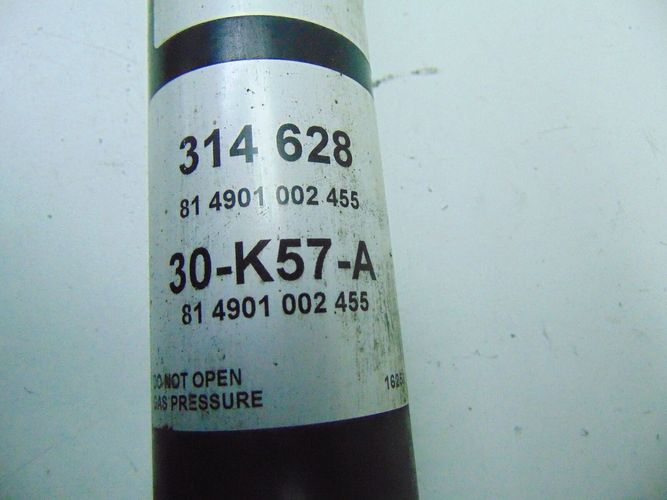 314 628
81 4901 002 455
30-K57-A
81 4901 002 455
DO NOT OPEN
GAS PRESSURE